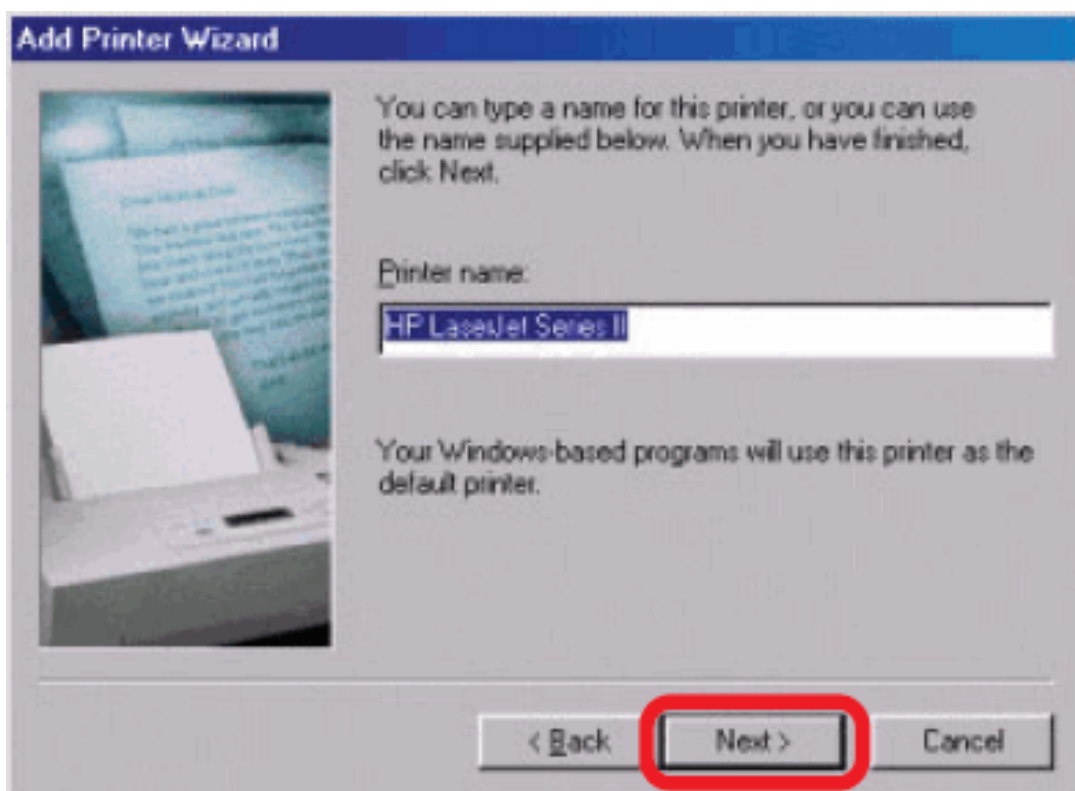 Add Printer Wizard
You can type a name for this printer, or you can use
the name supplied below. When you have finished,
click Next.
Printer name:
HP LaserJet Series II
Your Windows-based programs will use this printer as the
default printer.
< Back
Next >
Cancel